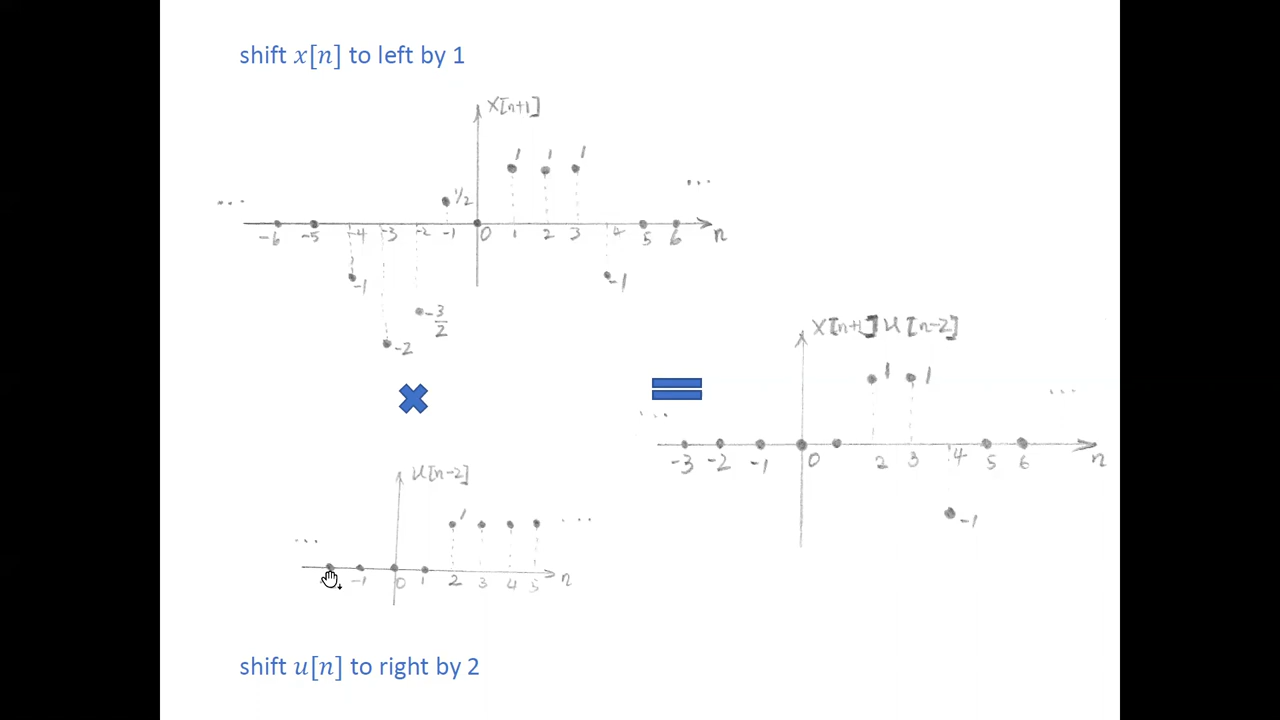 shift x[n] to left by 1
x[n+1]
1 1 1
...
...
1/2
-6 -5 -4 -3 -2 -1 0 1 2 3 4 5 6 n
-1
-1
-3/2
-2
x[n+1] u[n-2]
1 1
...
...
-3 -2 -1 0 2 3 4 5 6 n
-1
u[n-2]
1
...
...
-1 0 1 2 3 4 5 n
shift u[n] to right by 2